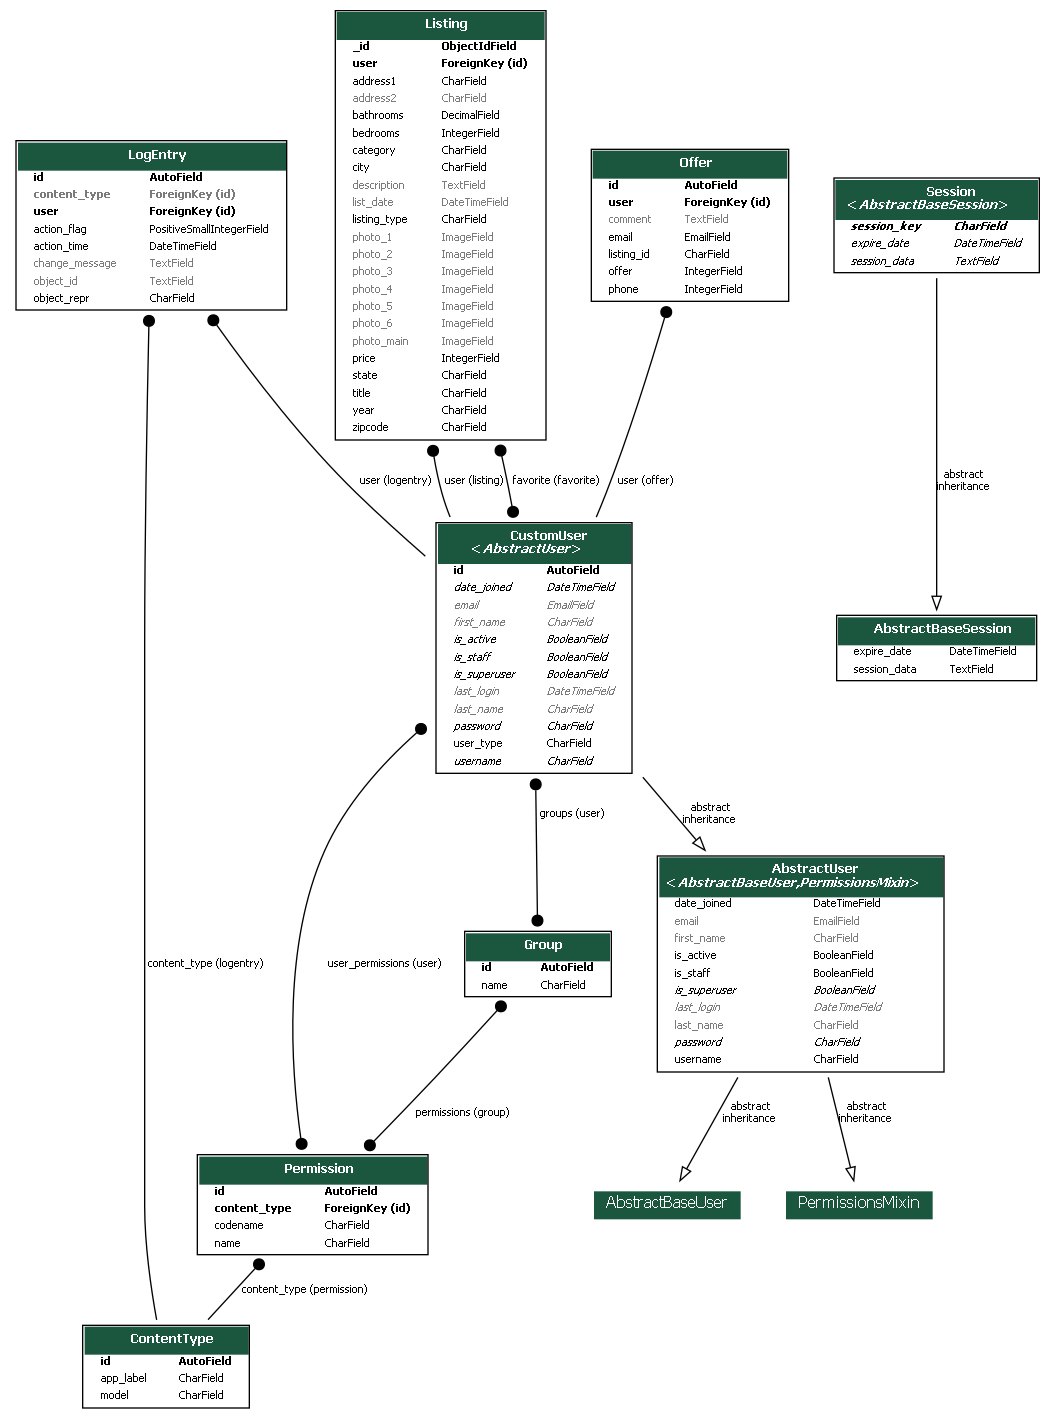 Listing
_id ObjectIdField
user ForeignKey (id)
address1 CharField
address2 CharField
bathrooms DecimalField
bedrooms IntegerField
category CharField
city CharField
description TextField
list_date DateTimeField
listing_type CharField
photo_1 ImageField
photo_2 ImageField
photo_3 ImageField
photo_4 ImageField
photo_5 ImageField
photo_6 ImageField
photo_main ImageField
price IntegerField
state CharField
title CharField
year CharField
zipcode CharField
LogEntry
id AutoField
content_type ForeignKey (id)
user ForeignKey (id)
action_flag PositiveSmallIntegerField
action_time DateTimeField
change_message TextField
object_id TextField
object_repr CharField
Offer
id AutoField
user ForeignKey (id)
comment TextField
email EmailField
listing_id CharField
offer IntegerField
phone IntegerField
Session
<AbstractBaseSession>
session_key CharField
expire_date DateTimeField
session_data TextField
user (logentry)
user (listing)
favorite (favorite)
user (offer)
abstract
inheritance
CustomUser
<AbstractUser>
id AutoField
date_joined DateTimeField
email EmailField
first_name CharField
is_active BooleanField
is_staff BooleanField
is_superuser BooleanField
last_login DateTimeField
last_name CharField
password CharField
user_type CharField
username CharField
AbstractBaseSession
expire_date DateTimeField
session_data TextField
groups (user)
abstract
inheritance
AbstractUser
<AbstractBaseUser,PermissionsMixin>
date_joined DateTimeField
email EmailField
first_name CharField
is_active BooleanField
is_staff BooleanField
is_superuser BooleanField
last_login DateTimeField
last_name CharField
password CharField
username CharField
Group
id AutoField
name CharField
content_type (logentry)
user_permissions (user)
permissions (group)
abstract
inheritance
abstract
inheritance
Permission
id AutoField
content_type ForeignKey (id)
codename CharField
name CharField
AbstractBaseUser
PermissionsMixin
content_type (permission)
ContentType
id AutoField
app_label CharField
model CharField